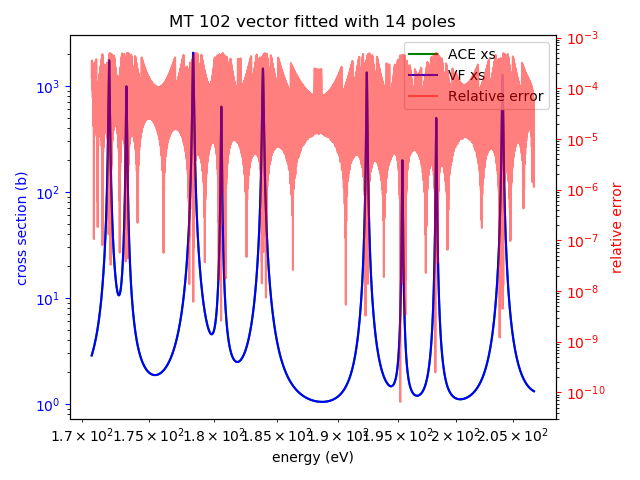 MT 102 vector fitted with 14 poles
ACE xs
VF xs
Relative error
10³
10²
10¹
10⁰
cross section (b)
10⁻³
10⁻⁴
10⁻⁵
10⁻⁶
10⁻⁷
10⁻⁸
10⁻⁹
10⁻¹⁰
relative error
1.7 × 10² 1.75 × 10² 1.8 × 10² 1.85 × 10² 1.9 × 10² 1.95 × 10² 2 × 10² 2.05 × 10²
energy (eV)